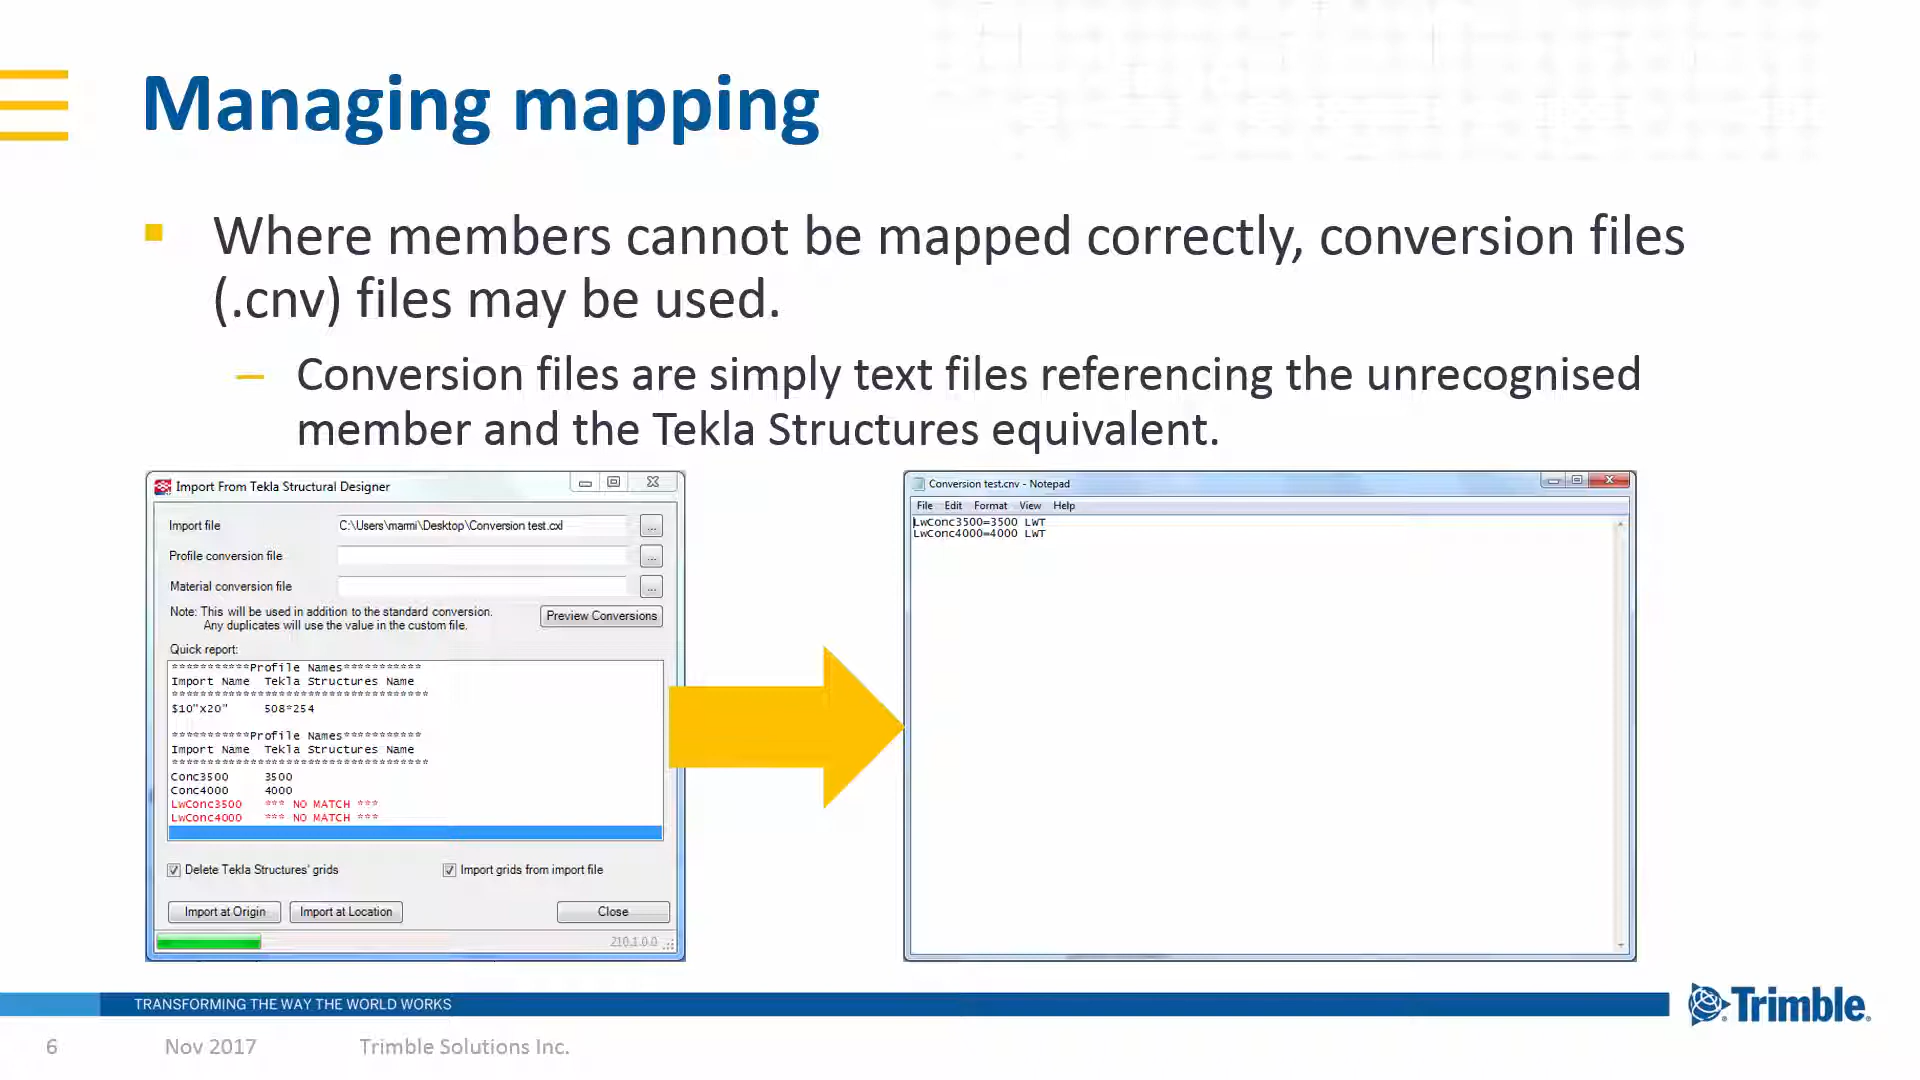 Managing mapping
Where members cannot be mapped correctly, conversion files
(.cnv) files may be used.
– Conversion files are simply text files referencing the unrecognised
member and the Tekla Structures equivalent.
Import From Tekla Structural Designer
Import file C:\Users\marmi\Desktop\Conversion test.cxl ...
Profile conversion file ...
Material conversion file ...
Note: This will be used in addition to the standard conversion.
Any duplicates will use the value in the custom file.
Preview Conversions
Quick report:
***********Profile Names***********
Import Name Tekla Structures Name
************************************
$10"x20" 508*254
***********Profile Names***********
Import Name Tekla Structures Name
************************************
Conc3500 3500
Conc4000 4000
LwConc3500 *** NO MATCH ***
LwConc4000 *** NO MATCH ***
Delete Tekla Structures' grids Import grids from import file
Import at Origin Import at Location Close
210.1.0.0
Conversion test.cnv - Notepad
File Edit Format View Help
LwConc3500=3500 LWT
LwConc4000=4000 LWT
TRANSFORMING THE WAY THE WORLD WORKS
Trimble
6 Nov 2017 Trimble Solutions Inc.